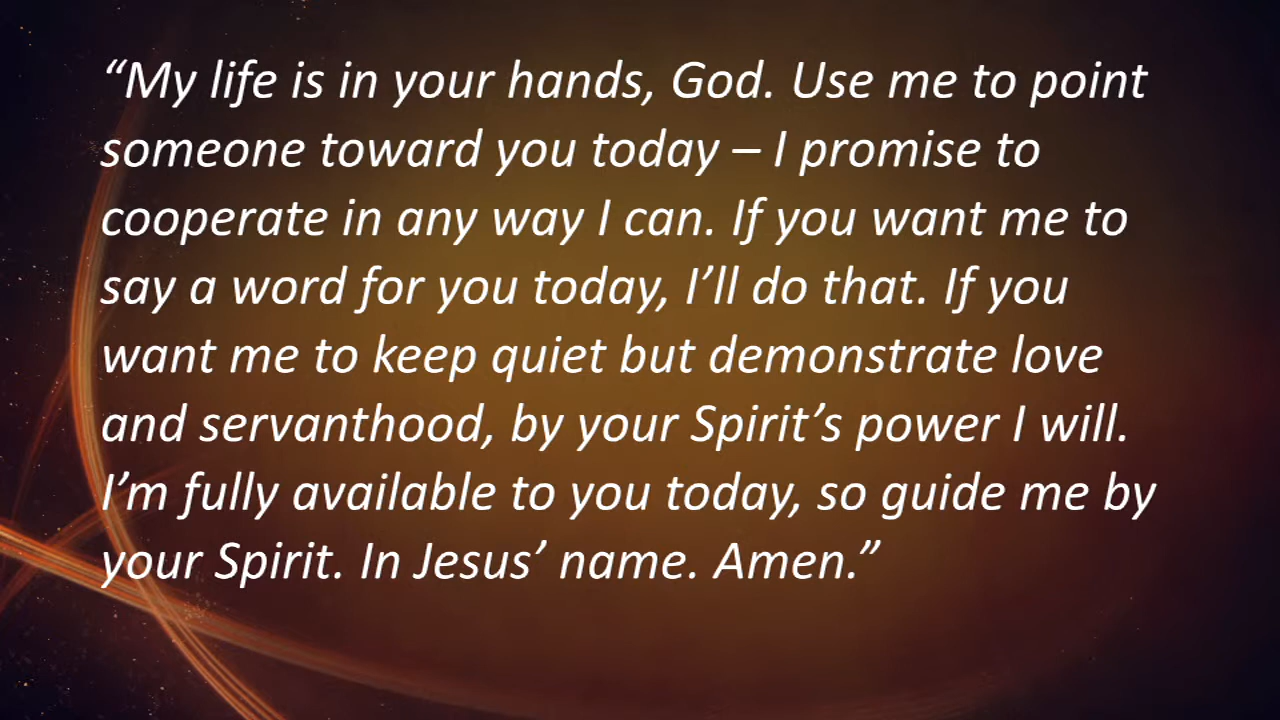 “My life is in your hands, God. Use me to point
someone toward you today – I promise to
cooperate in any way I can. If you want me to
say a word for you today, I’ll do that. If you
want me to keep quiet but demonstrate love
and servanthood, by your Spirit’s power I will.
I’m fully available to you today, so guide me by
your Spirit. In Jesus’ name. Amen.”